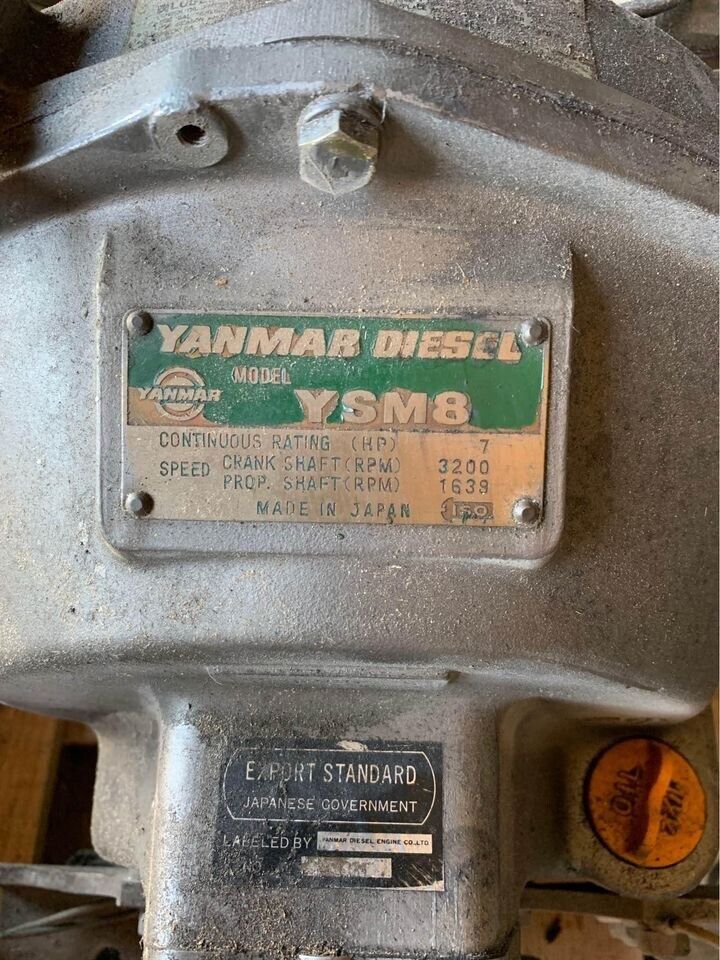 YANMAR DIESEL
MODEL
YANMAR
YSM8
CONTINUOUS RATING (HP) 7
SPEED CRANK SHAFT (RPM) 3200
PROP. SHAFT (RPM) 1639
MADE IN JAPAN
EXPORT STANDARD
JAPANESE GOVERNMENT
LABELED BY YANMAR DIESEL ENGINE CO., LTD.
OIL